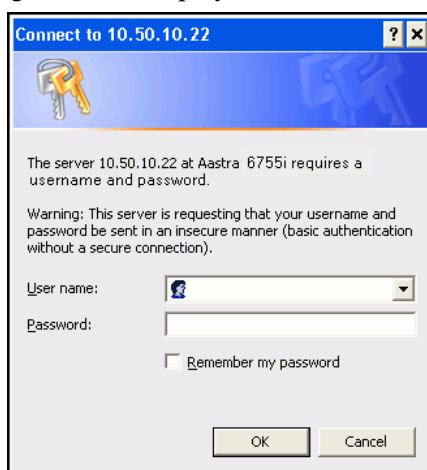 Connect to 10.50.10.22
The server 10.50.10.22 at Aastra 6755i requires a
username and password.
Warning: This server is requesting that your username and
password be sent in an insecure manner (basic authentication
without a secure connection).
User name:
Password:
Remember my password
OK Cancel